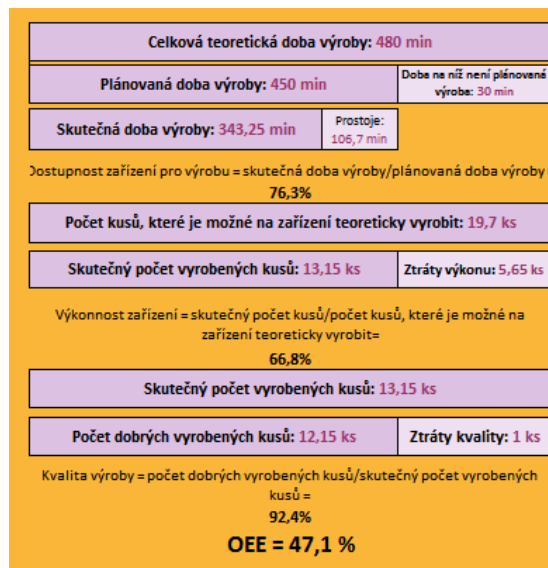 Celková teoretická doba výroby: 480 min
Plánovaná doba výroby: 450 min
Doba na níž není plánovaná
výroba: 30 min
Skutečná doba výroby: 343,25 min
Prostoje:
106,7 min
Dostupnost zařízení pro výrobu = skutečná doba výroby/plánovaná doba výroby =
76,3%
Počet kusů, které je možné na zařízení teoreticky vyrobit: 19,7 ks
Skutečný počet vyrobených kusů: 13,15 ks
Ztráty výkonu: 5,65 ks
Výkonnost zařízení = skutečný počet kusů/počet kusů, které je možné na
zařízení teoreticky vyrobit=
66,8%
Skutečný počet vyrobených kusů: 13,15 ks
Počet dobrých vyrobených kusů: 12,15 ks
Ztráty kvality: 1 ks
Kvalita výroby = počet dobrých vyrobených kusů/skutečný počet vyrobených
kusů =
92,4%
OEE = 47,1 %